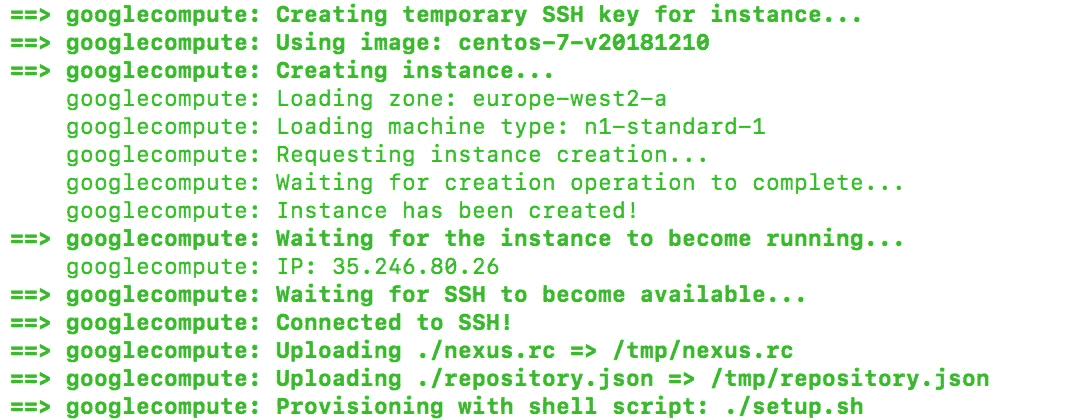 ==> googlecompute: Creating temporary SSH key for instance...
==> googlecompute: Using image: centos-7-v20181210
==> googlecompute: Creating instance...
    googlecompute: Loading zone: europe-west2-a
    googlecompute: Loading machine type: n1-standard-1
    googlecompute: Requesting instance creation...
    googlecompute: Waiting for creation operation to complete...
    googlecompute: Instance has been created!
==> googlecompute: Waiting for the instance to become running...
    googlecompute: IP: 35.246.80.26
==> googlecompute: Waiting for SSH to become available...
==> googlecompute: Connected to SSH!
==> googlecompute: Uploading ./nexus.rc => /tmp/nexus.rc
==> googlecompute: Uploading ./repository.json => /tmp/repository.json
==> googlecompute: Provisioning with shell script: ./setup.sh